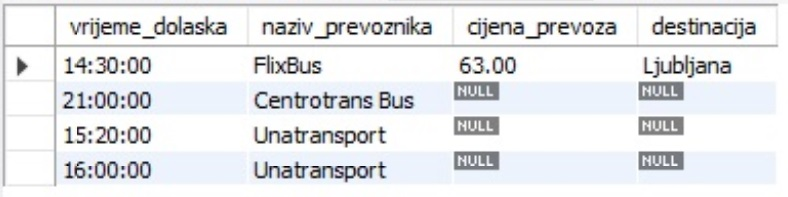 vrijeme_dolaska naziv_prevoznika cijena_prevoza destinacija
14:30:00 FlixBus 63.00 Ljubljana
21:00:00 Centrotrans Bus NULL NULL
15:20:00 Unatransport NULL NULL
16:00:00 Unatransport NULL NULL